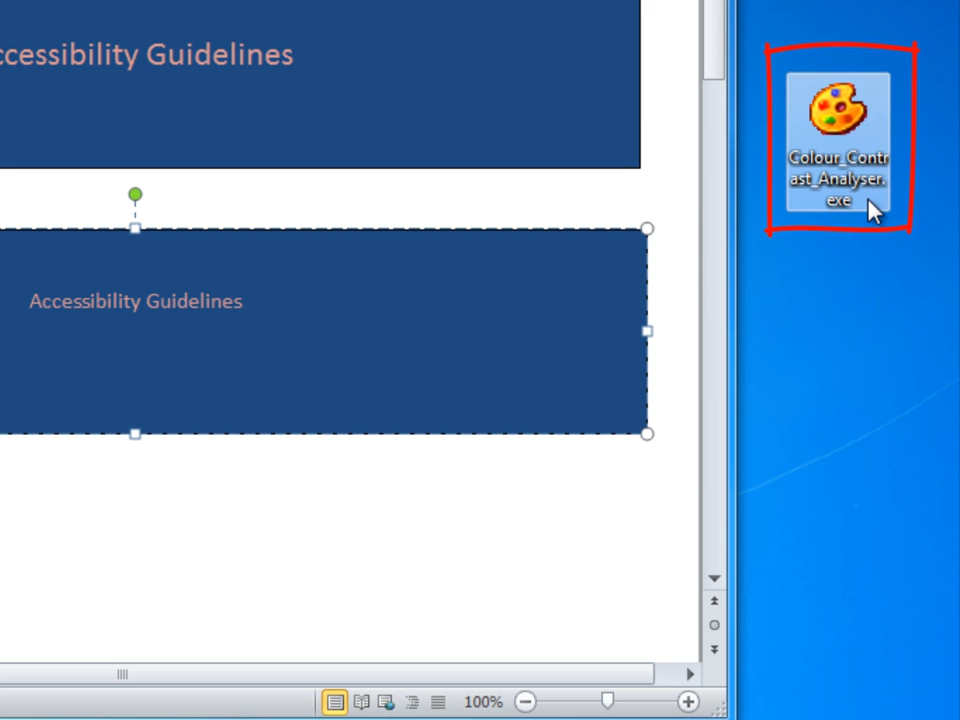 ccessibility Guidelines
Colour_Contr
ast_Analyser.
exe
Accessibility Guidelines
100%